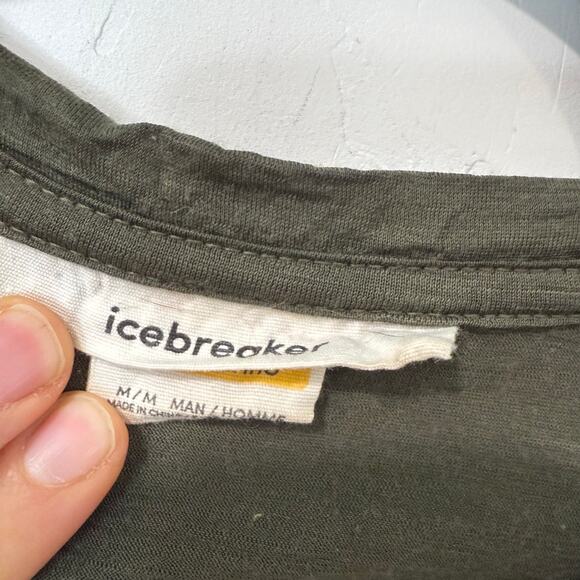 icebreaker
M/M MAN / HOMME
MADE IN CHINA